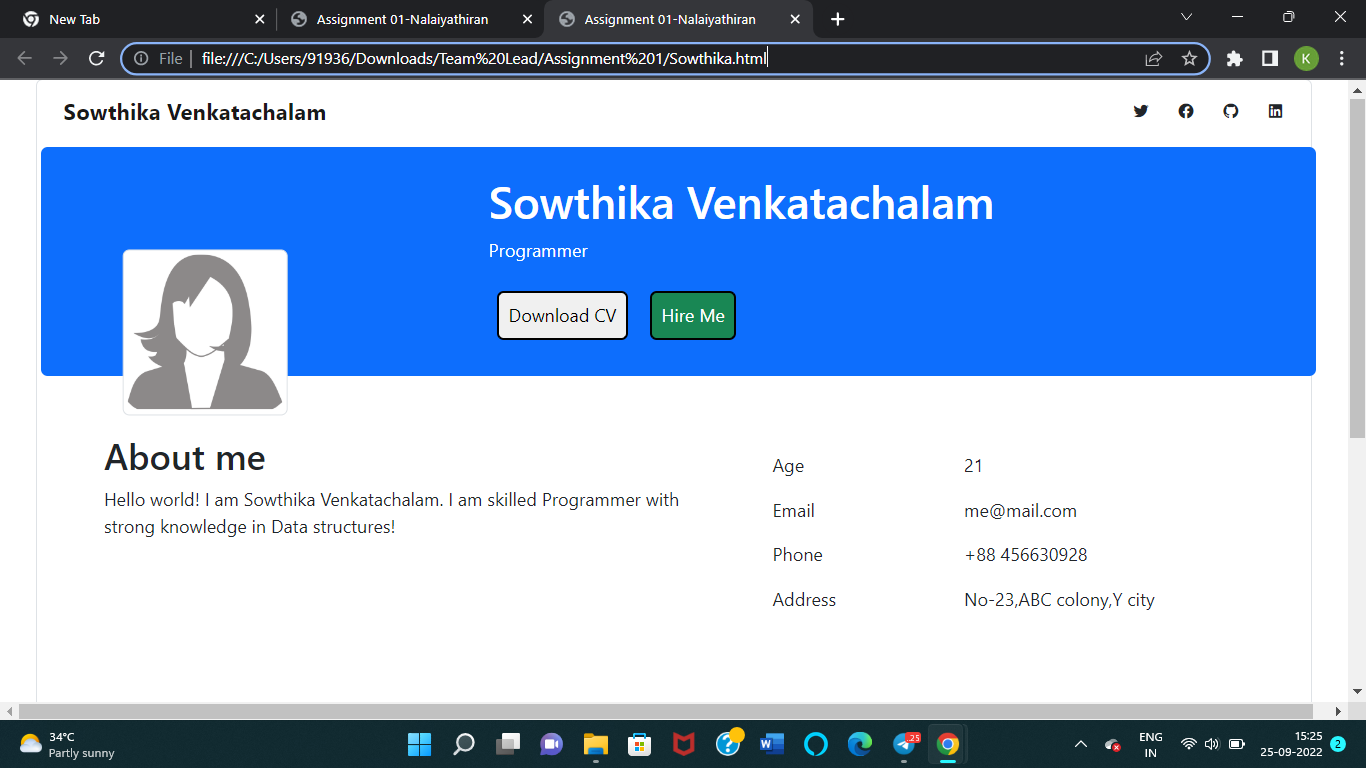 New Tab
Assignment 01-Nalaiyathiran
Assignment 01-Nalaiyathiran
File
file:///C:/Users/91936/Downloads/Team%20Lead/Assignment%201/Sowthika.html
K
Sowthika Venkatachalam
Sowthika Venkatachalam
Programmer
Download CV
Hire Me
About me
Hello world! I am Sowthika Venkatachalam. I am skilled Programmer with
strong knowledge in Data structures!
Age 21
Email me@mail.com
Phone +88 456630928
Address No-23,ABC colony,Y city
34°C
Partly sunny
25
ENG
IN
15:25
25-09-2022
2